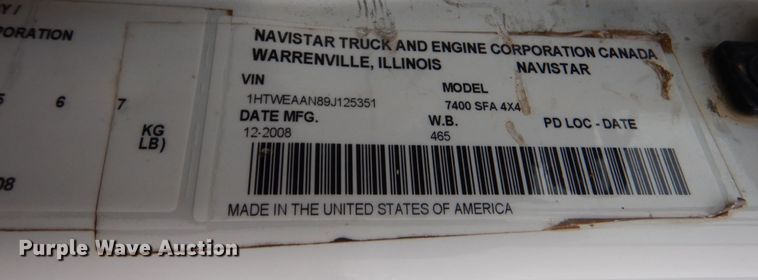 Y /
PORATION
5 6 7
KG
LB)
08
NAVISTAR TRUCK AND ENGINE CORPORATION CANADA
WARRENVILLE, ILLINOIS NAVISTAR
VIN MODEL
1HTWEAAN89J125351 7400 SFA 4X4
DATE MFG. W.B. PD LOC - DATE
12-2008 465
MADE IN THE UNITED STATES OF AMERICA
Purple Wave Auction